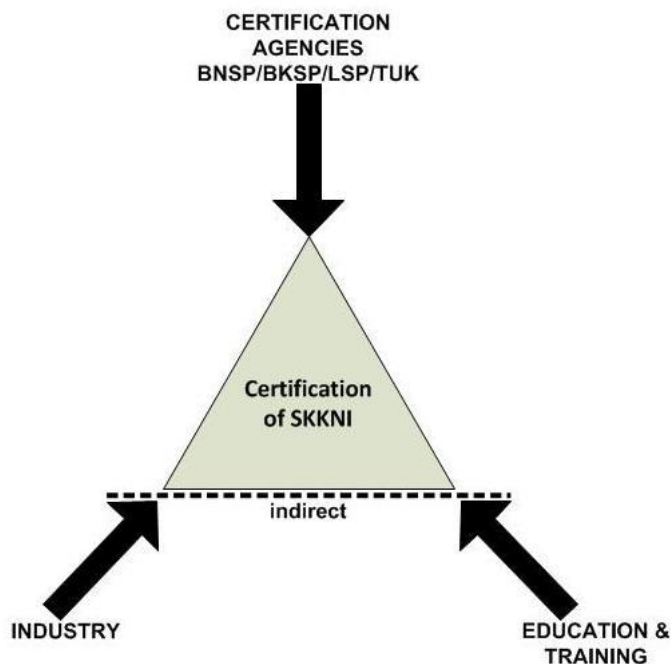 CERTIFICATION
AGENCIES
BNSP/BKSP/LSP/TUK
Certification
of SKKNI
indirect
INDUSTRY
EDUCATION &
TRAINING